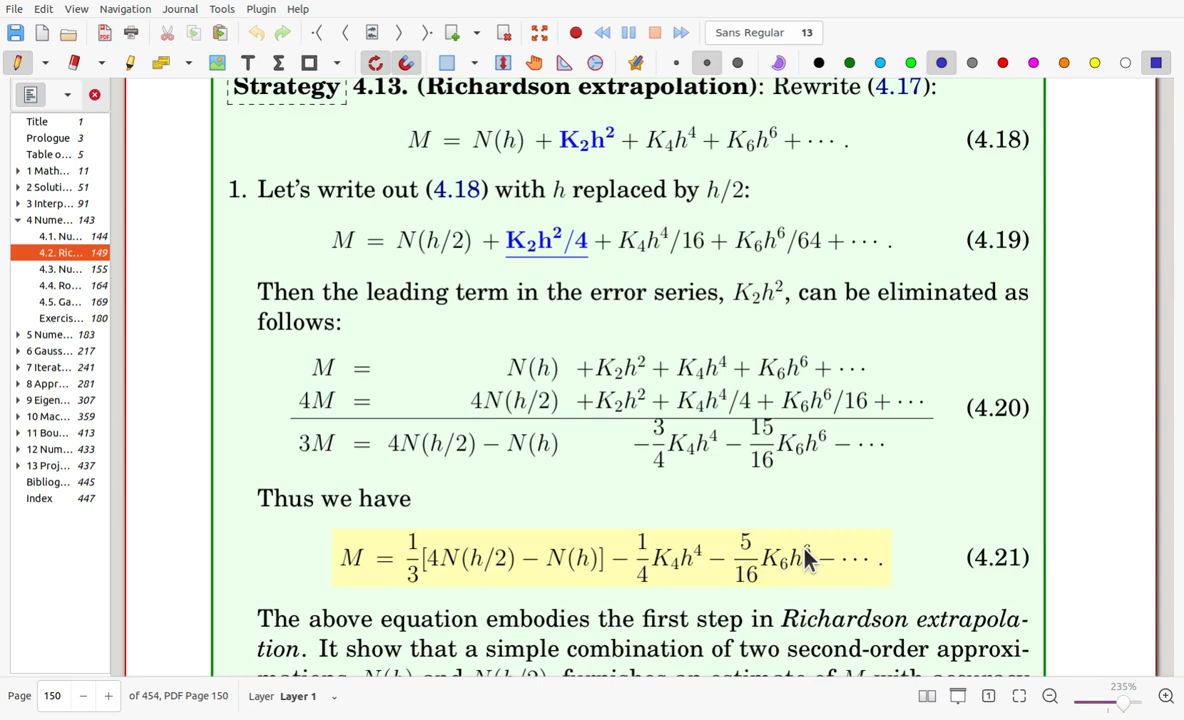 File Edit View Navigation Journal Tools Plugin Help
Sans Regular 13
Title 1
Prologue 3
Table o... 5
1 Math... 11
2 Soluti... 51
3 Interp... 91
4 Nume... 143
4.1. Nu... 144
4.2. Ric... 149
4.3. Nu... 155
4.4. Ro... 164
4.5. Ga... 169
Exercis... 180
5 Nume... 183
6 Gauss... 217
7 Iterat... 241
8 Appr... 281
9 Eigen... 307
10 Mac... 359
11 Bou... 413
12 Num... 433
13 Proj... 437
Bibliog... 445
Index 447
Strategy 4.13. (Richardson extrapolation): Rewrite (4.17):
M = N(h) + K₂h² + K₄h⁴ + K₆h⁶ + ⋯ . (4.18)
1. Let's write out (4.18) with h replaced by h/2:
M = N(h/2) + K₂h²/4 + K₄h⁴/16 + K₆h⁶/64 + ⋯ . (4.19)
Then the leading term in the error series, K₂h², can be eliminated as
follows:
M = N(h) +K₂h² + K₄h⁴ + K₆h⁶ + ⋯
4M = 4N(h/2) +K₂h² + K₄h⁴/4 + K₆h⁶/16 + ⋯ (4.20)
3M = 4N(h/2) − N(h) −3/4 K₄h⁴ − 15/16 K₆h⁶ − ⋯
Thus we have
M = 1/3 [4N(h/2) − N(h)] − 1/4 K₄h⁴ − 5/16 K₆h − ⋯ . (4.21)
The above equation embodies the first step in Richardson extrapola-
tion. It show that a simple combination of two second-order approxi-
Page 150 of 454, PDF Page 150 Layer Layer 1 235%